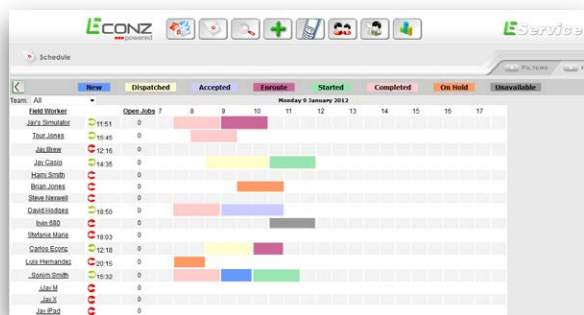 ECONZ
powered
EService
Schedule
FILTERS
New Dispatched Accepted Enroute Started Completed On Hold Unavailable
Team: All Monday 9 January 2012
Field Worker Open Jobs 7 8 9 10 11 12 13 14 15 16 17
Jay's Simulator 11:51 0
Tour Jones 15:45 0
Jay Brew 12:16 0
Jay Casio 14:35 0
Harry Smith 0
Brian Jones 0
Steve Maxwell 0
David Hodges 18:50 0
Irvin 680 0
Stefanie Marie 18:03 0
Carlos Econz 12:18 0
Luis Hernandez 20:15 0
_Sonim Smith 15:32 0
JJay M 0
Jay X 0
Jay iPad 0